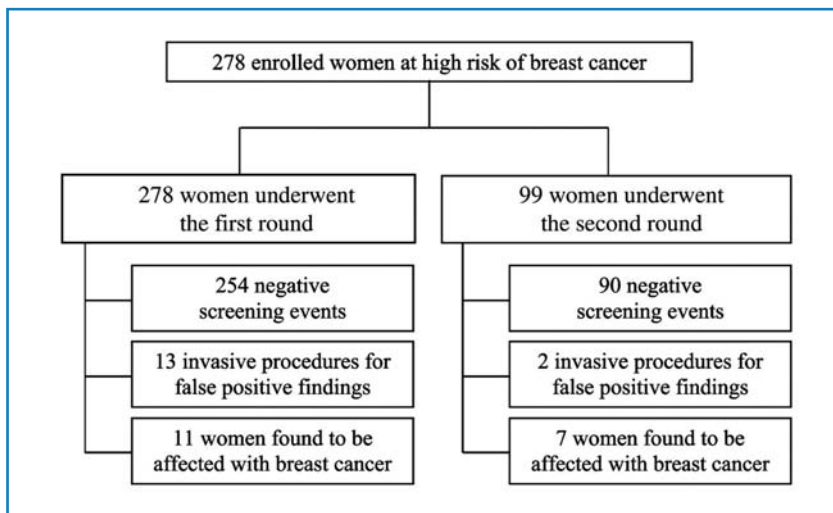 278 enrolled women at high risk of breast cancer
278 women underwent
the first round
254 negative
screening events
13 invasive procedures for
false positive findings
11 women found to be
affected with breast cancer
99 women underwent
the second round
90 negative
screening events
2 invasive procedures for
false positive findings
7 women found to be
affected with breast cancer